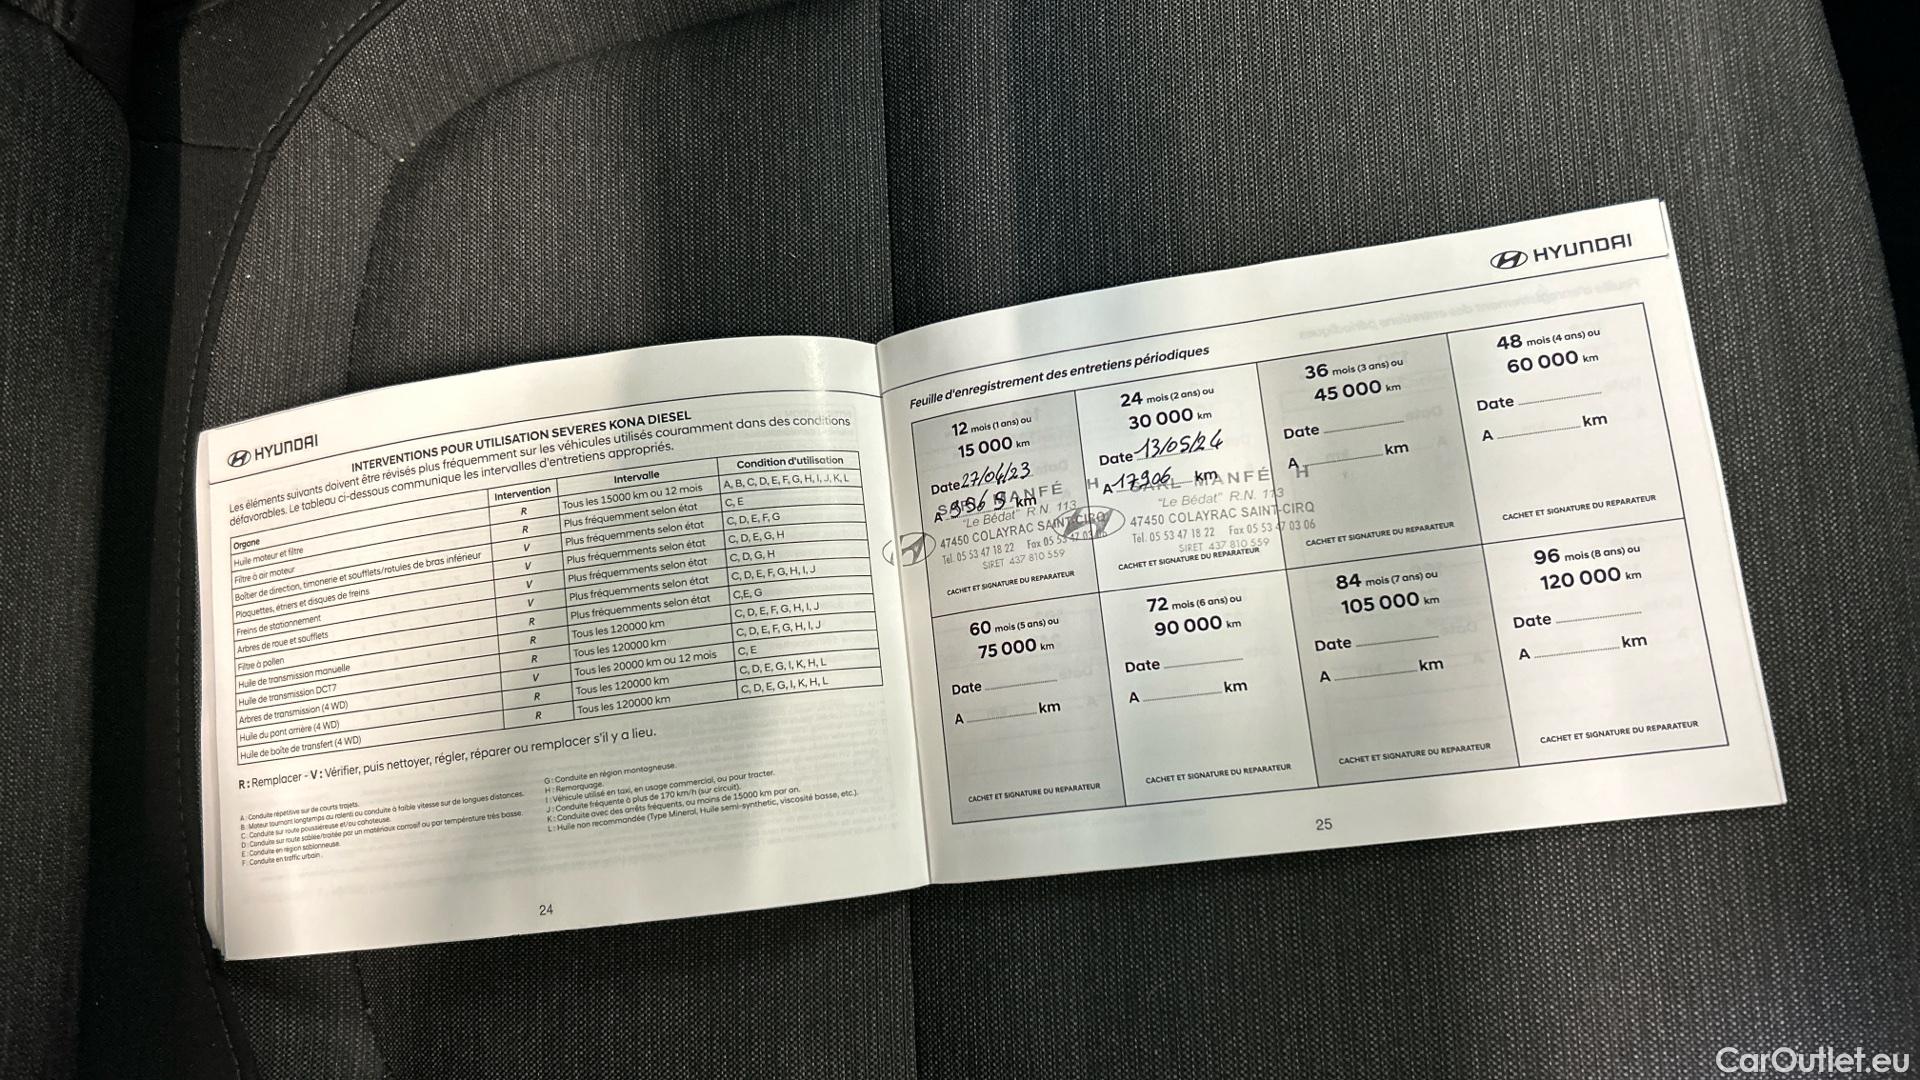 HYUNDAI
INTERVENTIONS POUR UTILISATION SEVERES KONA DIESEL
Les éléments suivants doivent être révisés plus fréquemment sur les véhicules utilisés couramment dans des conditions
défavorables. Le tableau ci-dessous communique les intervalles d'entretiens appropriés.
Organe Intervention Intervalle Condition d'utilisation
Huile moteur et filtre R Tous les 15000 km ou 12 mois A, B, C, D, E, F, G, H, I, J, K, L
Filtre à air moteur R Plus fréquemment selon état C, E
Boîtier de direction, timonerie et soufflets/rotules de bras inférieur V Plus fréquemment selon état C, D, E, F, G
Plaquettes, étriers et disques de freins V Plus fréquemments selon état C, D, E, G, H
Freins de stationnement V Plus fréquemments selon état C, D, G, H
Arbres de roue et soufflets V Plus fréquemments selon état C, D, E, F, G, H, I, J
Filtre à pollen R Plus fréquemments selon état C,E, G
Huile de transmission manuelle R Tous les 120000 km C, D, E, F, G, H, I, J
Huile de transmission DCT7 R Tous les 120000 km C, D, E, F, G, H, I, J
Arbres de transmission (4 WD) V Tous les 20000 km ou 12 mois C, E
Huile du pont arrière (4 WD) R Tous les 120000 km C, D, E, G, I, K, H, L
Huile de boîte de transfert (4 WD) R Tous les 120000 km C, D, E, G, I, K, H, L
R : Remplacer - V : Vérifier, puis nettoyer, régler, réparer ou remplacer s'il y a lieu.
A : Conduite répétitive sur de courts trajets.
B : Moteur tournant longtemps au ralenti ou conduite à faible vitesse sur de longues distances.
C : Conduite sur route poussiéreuse et/ou cahoteuse.
D : Conduite sur route sablée/traitée par un matériaux corrosif ou par température très basse.
E : Conduite en région sablonneuse.
F : Conduite en traffic urbain.
G : Conduite en région montagneuse.
H : Remorquage.
I : Véhicule utilisé en taxi, en usage commercial, ou pour tracter.
J : Conduite fréquente à plus de 170 km/h (sur circuit).
K : Conduite avec des arrêts fréquents, ou moins de 15000 km par an.
L : Huile non recommandée (Type Mineral, Huile semi-synthetic, viscosité basse, etc.).
24
HYUNDAI
Feuille d'enregistrement des entretiens périodiques
12 mois (1 ans) ou
15 000 km
Date 27/04/23
A km
MANFÉ H
"Le Bédat" R.N. 113
47450 COLAYRAC SAINT-CIRQ
Tel. 05 53 47 18 22 Fax 05 53 47 03 06
SIRET 437 810 559
CACHET ET SIGNATURE DU REPARATEUR
24 mois (2 ans) ou
30 000 km
Date 13/05/24
A 17906 km
SARL MANFÉ H
"Le Bédat" R.N. 113
47450 COLAYRAC SAINT-CIRQ
Tel. 05 53 47 18 22 Fax 05 53 47 03 06
SIRET 437 810 559
CACHET ET SIGNATURE DU REPARATEUR
36 mois (3 ans) ou
45 000 km
Date
A km
CACHET ET SIGNATURE DU REPARATEUR
48 mois (4 ans) ou
60 000 km
Date
A km
CACHET ET SIGNATURE DU REPARATEUR
60 mois (5 ans) ou
75 000 km
Date
A km
CACHET ET SIGNATURE DU REPARATEUR
72 mois (6 ans) ou
90 000 km
Date
A km
CACHET ET SIGNATURE DU REPARATEUR
84 mois (7 ans) ou
105 000 km
Date
A km
CACHET ET SIGNATURE DU REPARATEUR
96 mois (8 ans) ou
120 000 km
Date
A km
CACHET ET SIGNATURE DU REPARATEUR
25
CarOutlet.eu